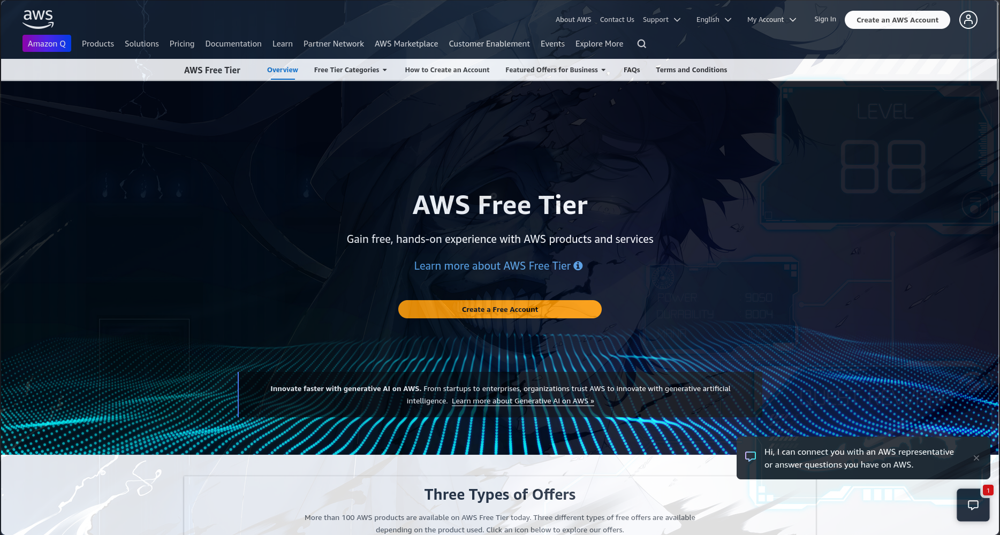 aws
About AWS Contact Us Support English My Account Sign In Create an AWS Account
Amazon Q Products Solutions Pricing Documentation Learn Partner Network AWS Marketplace Customer Enablement Events Explore More
AWS Free Tier Overview Free Tier Categories How to Create an Account Featured Offers for Business FAQs Terms and Conditions
LEVEL
88
AWS Free Tier
Gain free, hands-on experience with AWS products and services
Learn more about AWS Free Tier
Create a Free Account
POWER 9050
DURABILITY 8004
Innovate faster with generative AI on AWS. From startups to enterprises, organizations trust AWS to innovate with generative artificial
intelligence. Learn more about Generative AI on AWS »
Hi, I can connect you with an AWS representative
or answer questions you have on AWS.
1
Three Types of Offers
More than 100 AWS products are available on AWS Free Tier today. Three different types of free offers are available
depending on the product used. Click an icon below to explore our offers.